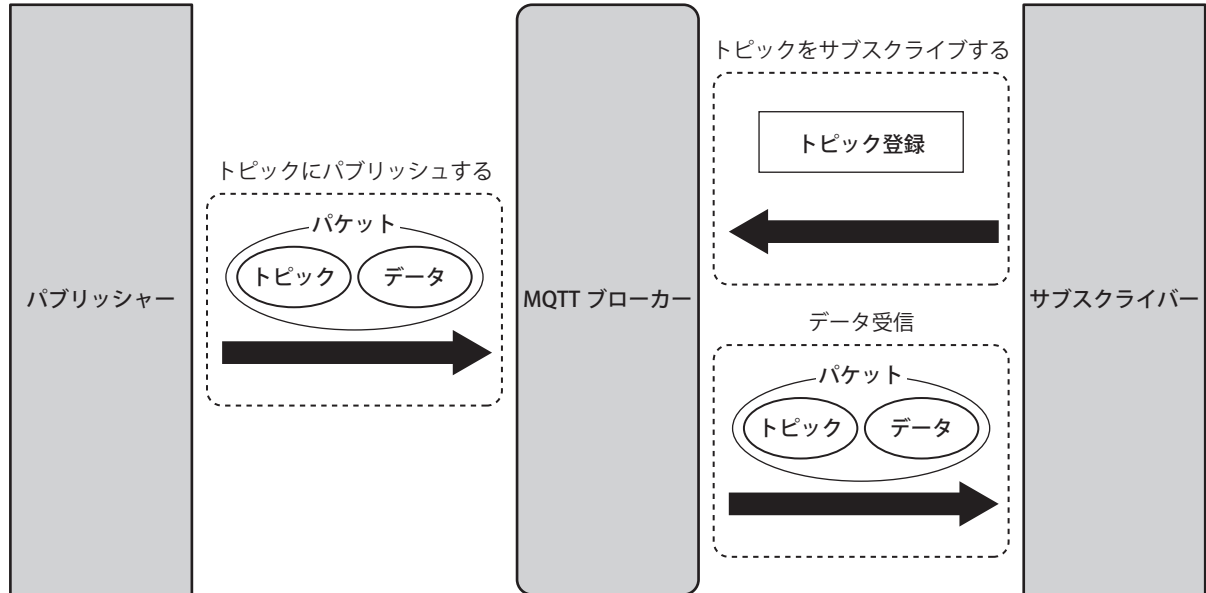 パブリッシャー
トピックにパブリッシュする
パケット
トピック
データ
MQTT ブローカー
トピックをサブスクライブする
トピック登録
データ受信
パケット
トピック
データ
サブスクライバー